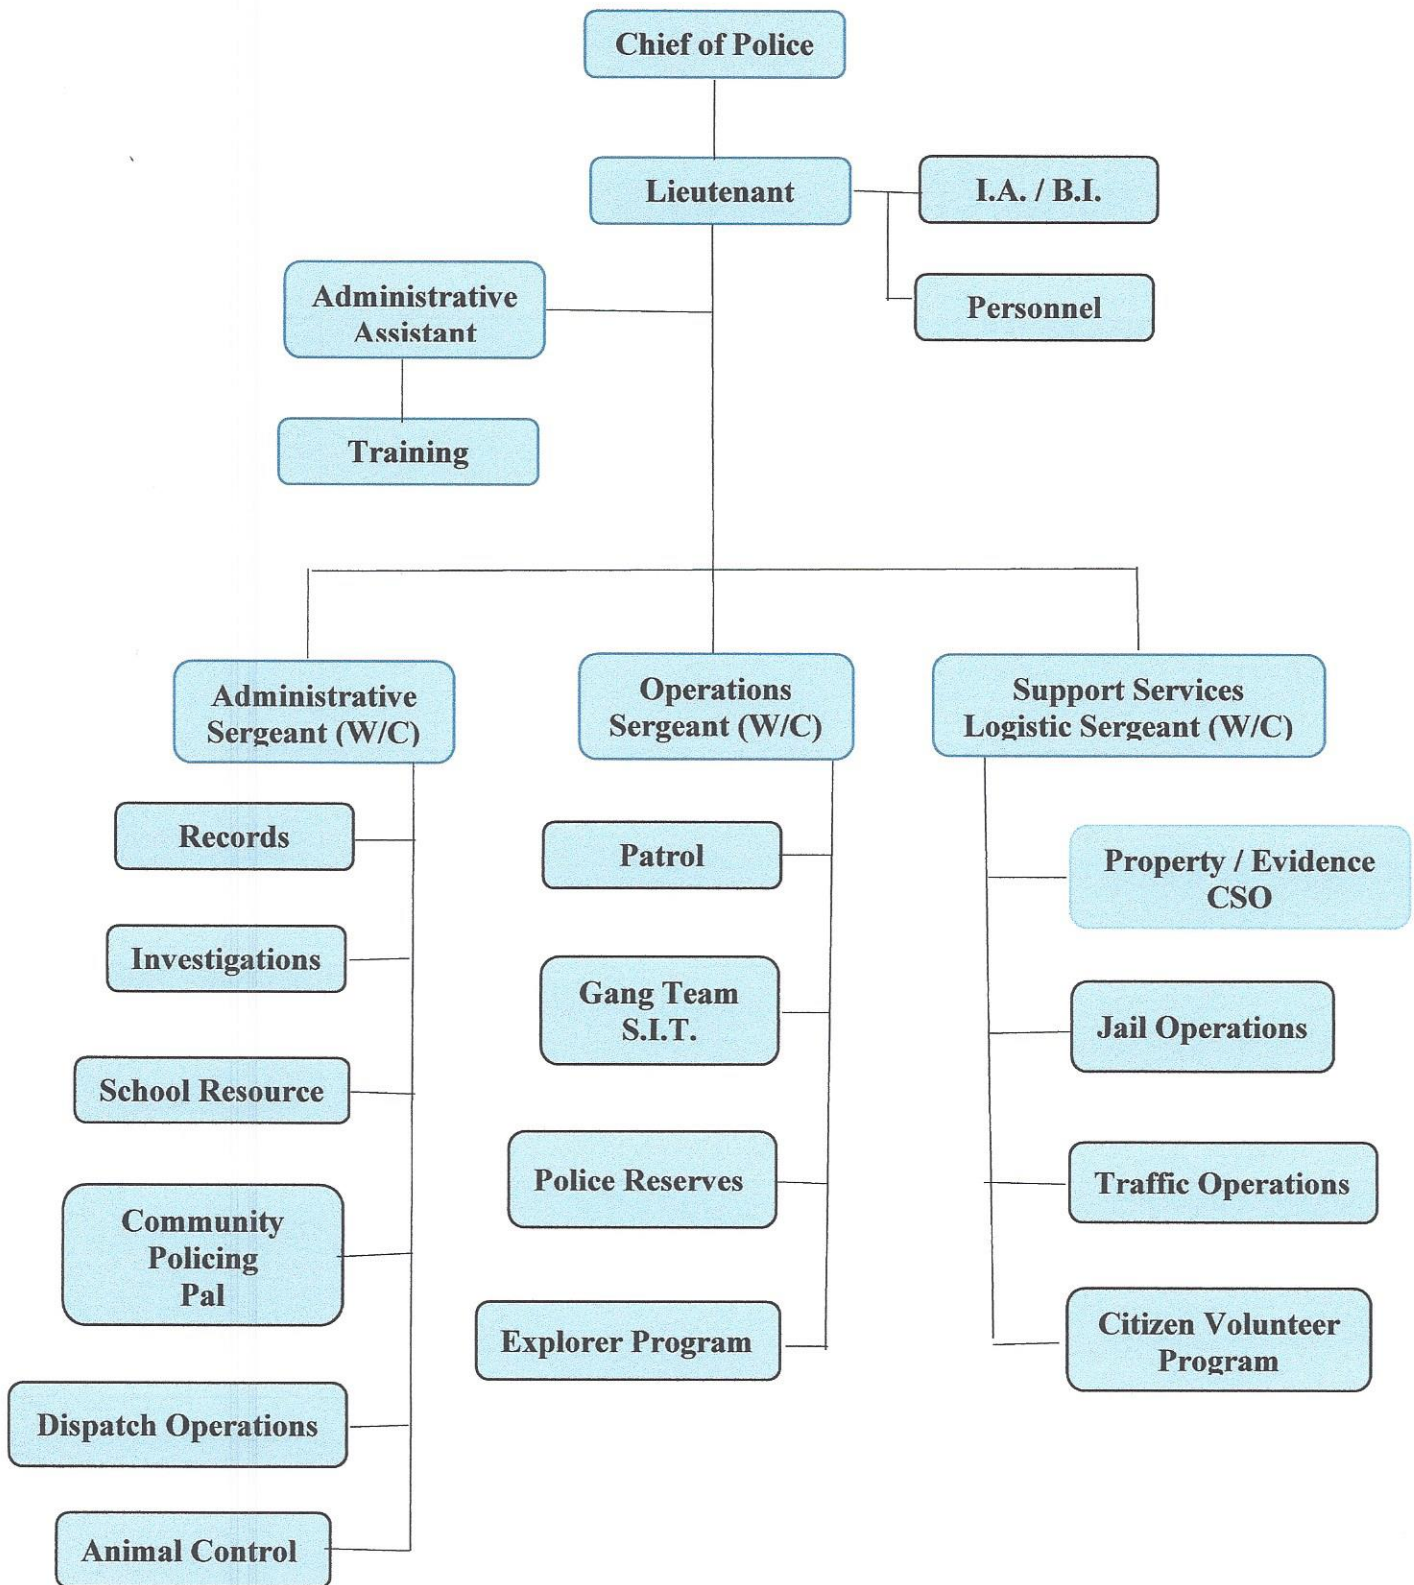 Chief of Police
Lieutenant
I.A. / B.I.
Personnel
Administrative
Assistant
Training
Administrative
Sergeant (W/C)
Records
Investigations
School Resource
Community
Policing
Pal
Dispatch Operations
Animal Control
Operations
Sergeant (W/C)
Patrol
Gang Team
S.I.T.
Police Reserves
Explorer Program
Support Services
Logistic Sergeant (W/C)
Property / Evidence
CSO
Jail Operations
Traffic Operations
Citizen Volunteer
Program